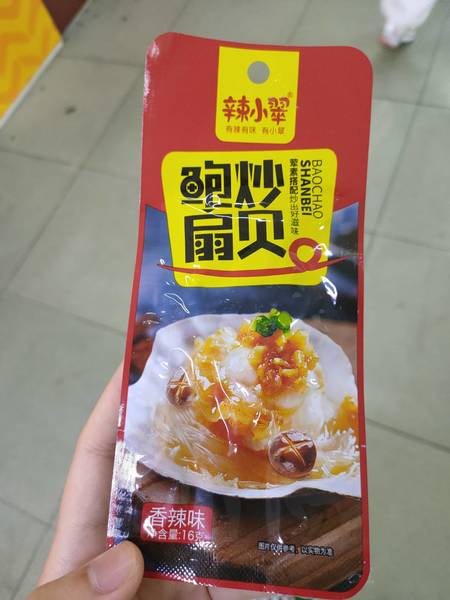 辣小翠®
有辣有味 有小翠
鲍炒
扇贝
BAOCHAO
SHANBEI
荤素搭配炒出好滋味
香辣味
净含量:16克
图片仅供参考，以实物为准